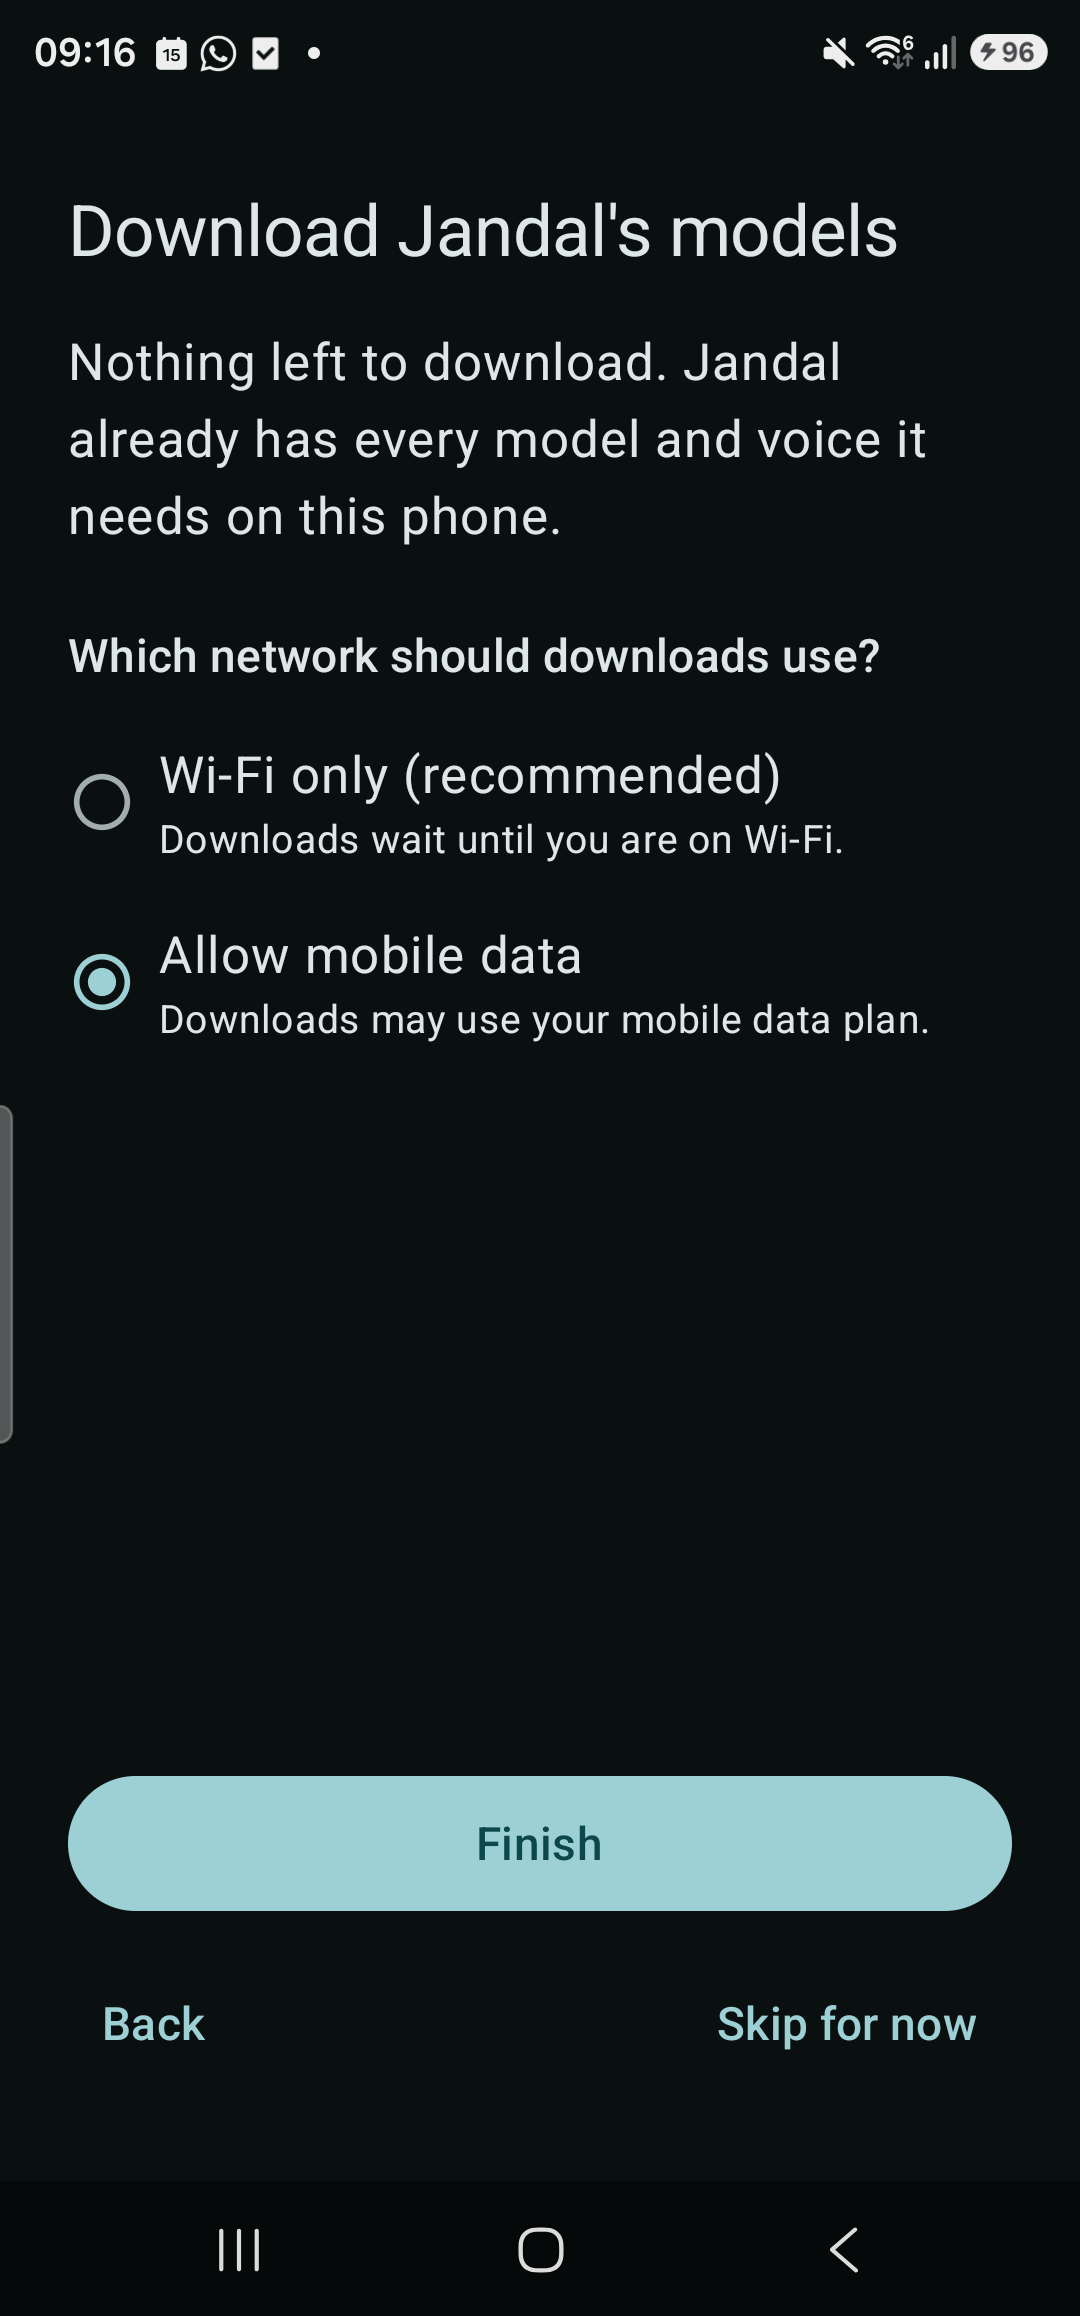 09:16
15
6
96
Download Jandal's models
Nothing left to download. Jandal
already has every model and voice it
needs on this phone.
Which network should downloads use?
Wi-Fi only (recommended)
Downloads wait until you are on Wi-Fi.
Allow mobile data
Downloads may use your mobile data plan.
Finish
Back
Skip for now